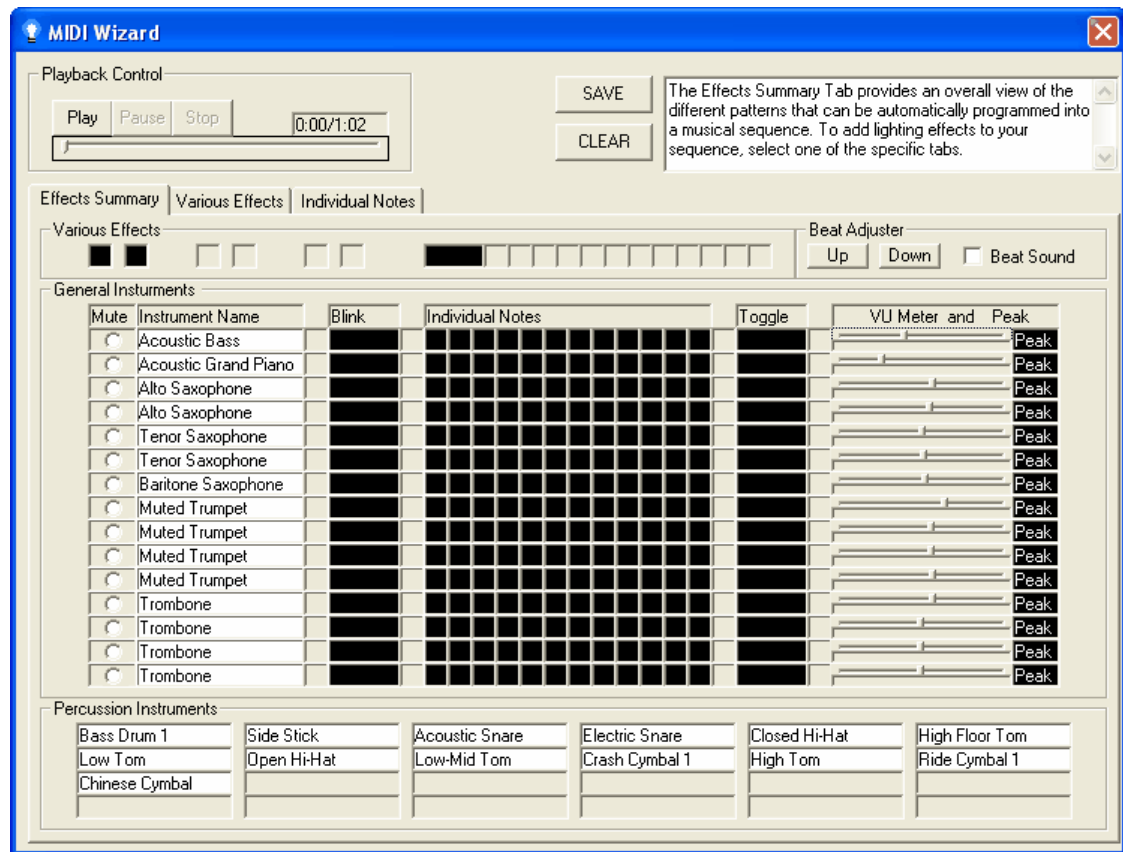 MIDI Wizard
Playback Control
Play Pause Stop 0:00/1:02
SAVE
CLEAR
The Effects Summary Tab provides an overall view of the
different patterns that can be automatically programmed into
a musical sequence. To add lighting effects to your
sequence, select one of the specific tabs.
Effects Summary Various Effects Individual Notes
Various Effects
Beat Adjuster
Up Down Beat Sound
General Insturments
Mute Instrument Name Blink Individual Notes Toggle VU Meter and Peak
Acoustic Bass Peak
Acoustic Grand Piano Peak
Alto Saxophone Peak
Alto Saxophone Peak
Tenor Saxophone Peak
Tenor Saxophone Peak
Baritone Saxophone Peak
Muted Trumpet Peak
Muted Trumpet Peak
Muted Trumpet Peak
Muted Trumpet Peak
Trombone Peak
Trombone Peak
Trombone Peak
Trombone Peak
Percussion Instruments
Bass Drum 1 Side Stick Acoustic Snare Electric Snare Closed Hi-Hat High Floor Tom
Low Tom Open Hi-Hat Low-Mid Tom Crash Cymbal 1 High Tom Ride Cymbal 1
Chinese Cymbal